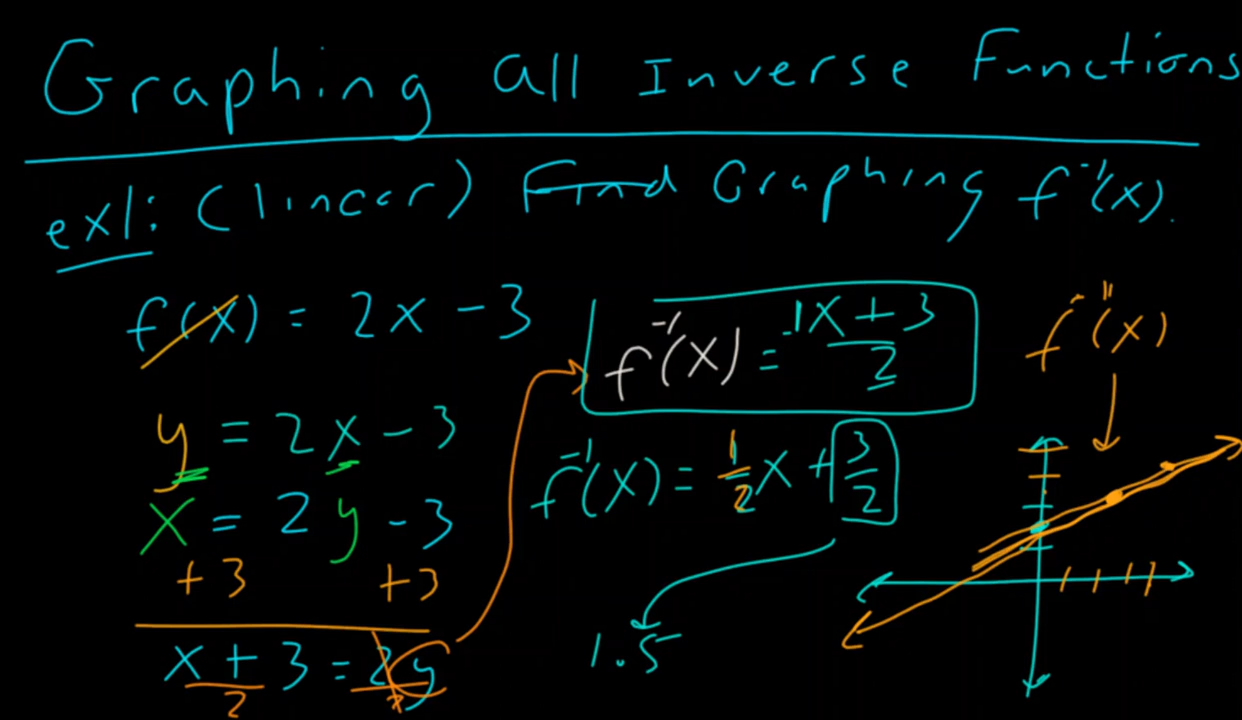 Graphing all Inverse Functions
ex1: (linear) Find Graphing f⁻¹(x).
f(x) = 2x - 3
y = 2x - 3
x = 2y - 3
+3 +3
x + 3 = 2y
2 2
f⁻¹(x) = 1x + 3
2
f⁻¹(x) = 1/2 x + 3/2
1.5
f⁻¹(x)